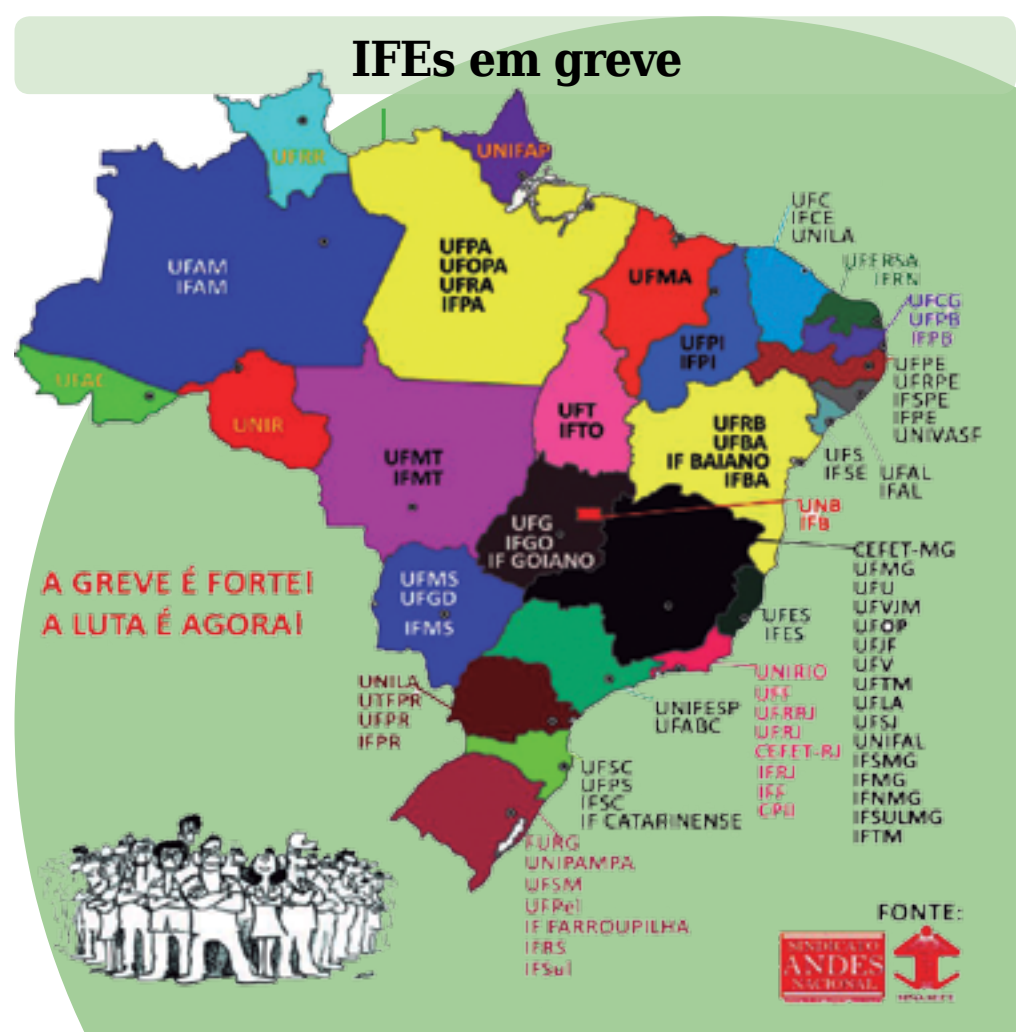 IFEs em greve
UFRR
UNIFAP
UFAM
IFAM
UFPA
UFOPA
UFRA
IFPA
UFMA
UFC
IFCE
UNILA
UFERSA
IFRN
UFCG
UFPB
IFPB
UFPI
IFPI
UFPE
UFRPE
IFSPE
IFPE
UNIVASF
UFAC
UNIR
UFT
IFTO
UFRB
UFBA
IF BAIANO
IFBA
UFS
IFSE
UFAL
IFAL
UFMT
IFMT
UNB
IFB
UFG
IFGO
IF GOIANO
CEFET-MG
UFMG
UFU
UFVJM
UFOP
UFJF
UFV
UFTM
UFLA
UFSJ
UNIFAL
IFSMG
IFMG
IFNMG
IFSULMG
IFTM
A GREVE É FORTE!
A LUTA É AGORA!
UFMS
UFGD
IFMS
UFES
IFES
UNIRIO
UFF
UFRRJ
UFRJ
CEFET-RJ
IFRJ
IFF
CPII
UNILA
UTFPR
UFPR
IFPR
UNIFESP
UFABC
UFSC
UFPS
IFSC
IF CATARINENSE
FURG
UNIPAMPA
UFSM
UFPel
IF FARROUPILHA
IFRS
IFSul
FONTE:
SINDICATO
ANDES
NACIONAL